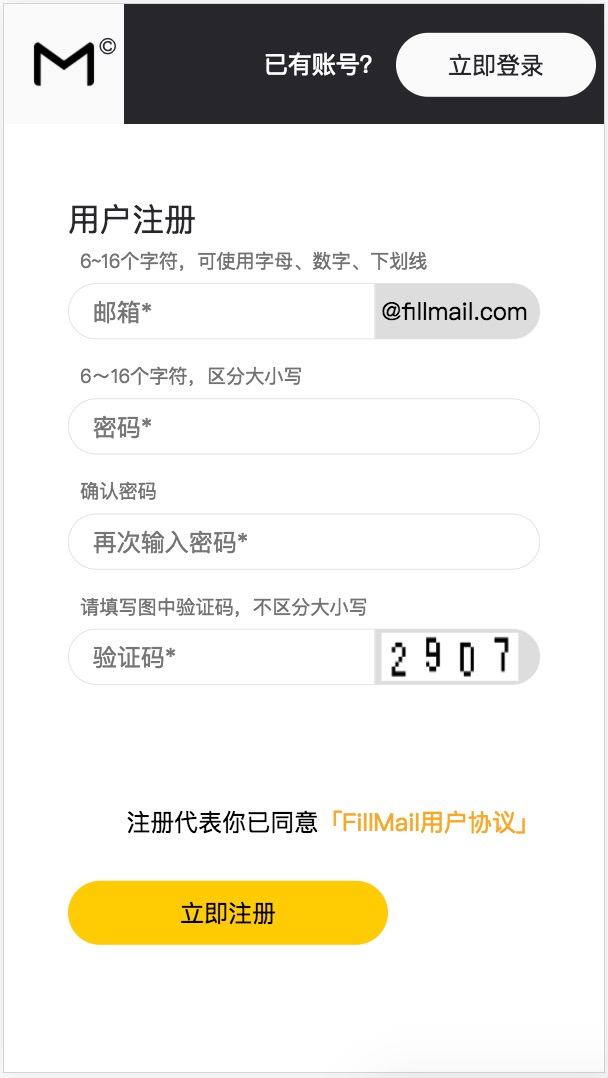 M©
已有账号？
立即登录
用户注册
6~16个字符，可使用字母、数字、下划线
邮箱*
@fillmail.com
6～16个字符，区分大小写
密码*
确认密码
再次输入密码*
请填写图中验证码，不区分大小写
验证码*
2907
注册代表你已同意「FillMail用户协议」
立即注册